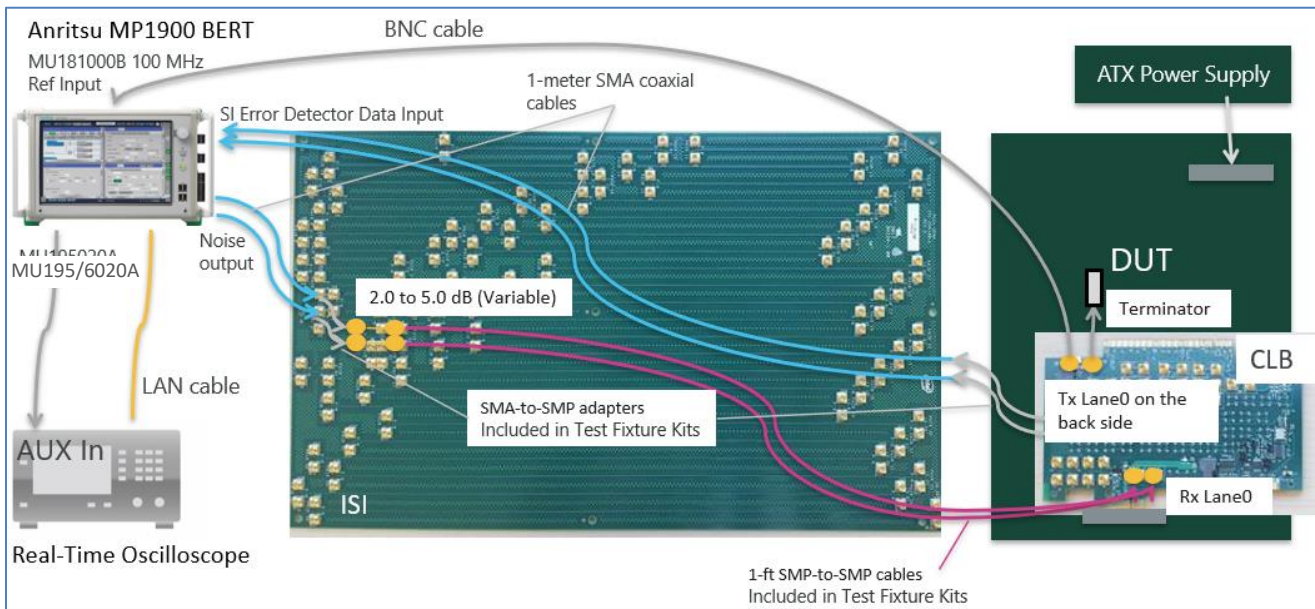 Anritsu MP1900 BERT
MU181000B 100 MHz
Ref Input
BNC cable
1-meter SMA coaxial
cables
SI Error Detector Data Input
ATX Power Supply
Noise
output
MU195020A
MU195/6020A
2.0 to 5.0 dB (Variable)
DUT
Terminator
CLB
LAN cable
Tx Lane0 on the
back side
SMA-to-SMP adapters
Included in Test Fixture Kits
AUX In
ISI
Rx Lane0
Real-Time Oscilloscope
1-ft SMP-to-SMP cables
Included in Test Fixture Kits